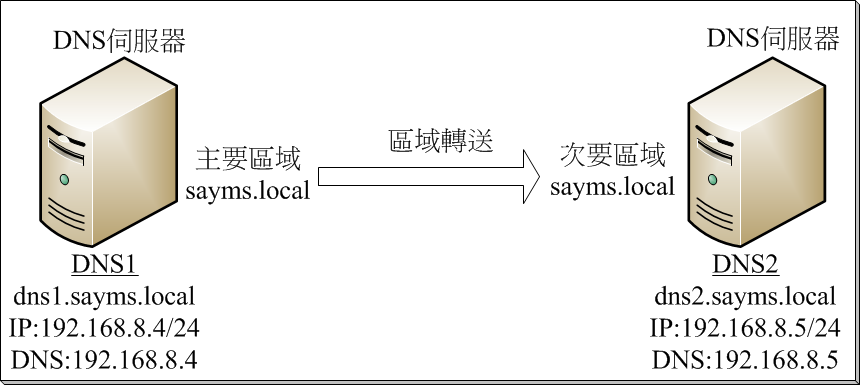 DNS伺服器
主要區域
sayms.local
DNS1
dns1.sayms.local
IP:192.168.8.4/24
DNS:192.168.8.4
區域轉送
DNS伺服器
次要區域
sayms.local
DNS2
dns2.sayms.local
IP:192.168.8.5/24
DNS:192.168.8.5